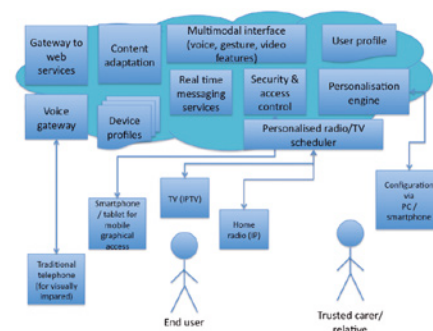 Gateway to
web
services
Content
adaptation
Multimodal interface
(voice, gesture, video
features)
User profile
Real time
messaging
services
Security &
access
control
Personalisation
engine
Voice
gateway
Device
profiles
Personalised radio/TV
scheduler
Smartphone
/ tablet for
mobile
graphical
access
TV (IPTV)
Home
radio (IP)
Configuration
via
PC /
smartphone
Traditional
telephone
(for visually
impared)
End user
Trusted carer/
relative